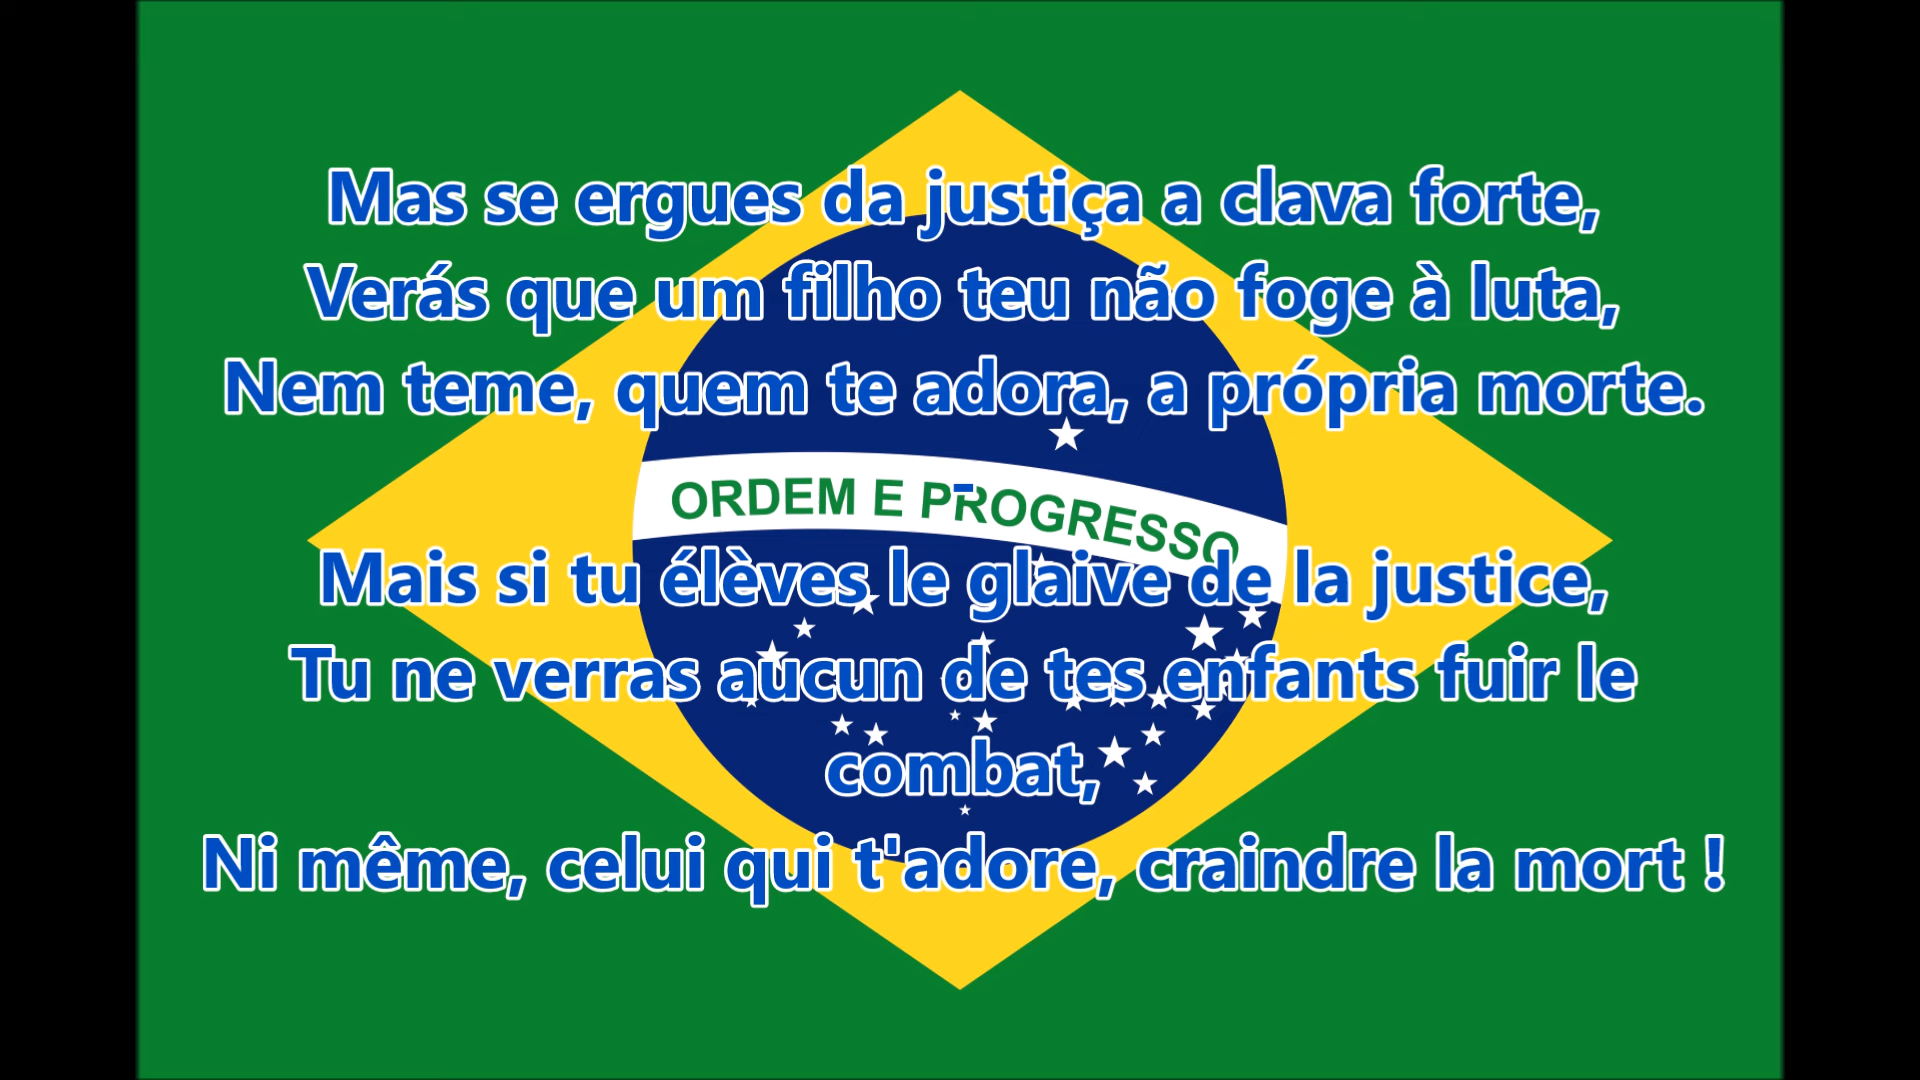 Mas se ergues da justiça a clava forte,
Verás que um filho teu não foge à luta,
Nem teme, quem te adora, a própria morte.
-
ORDEM E PROGRESSO
Mais si tu élèves le glaive de la justice,
Tu ne verras aucun de tes enfants fuir le
combat,
Ni même, celui qui t'adore, craindre la mort !